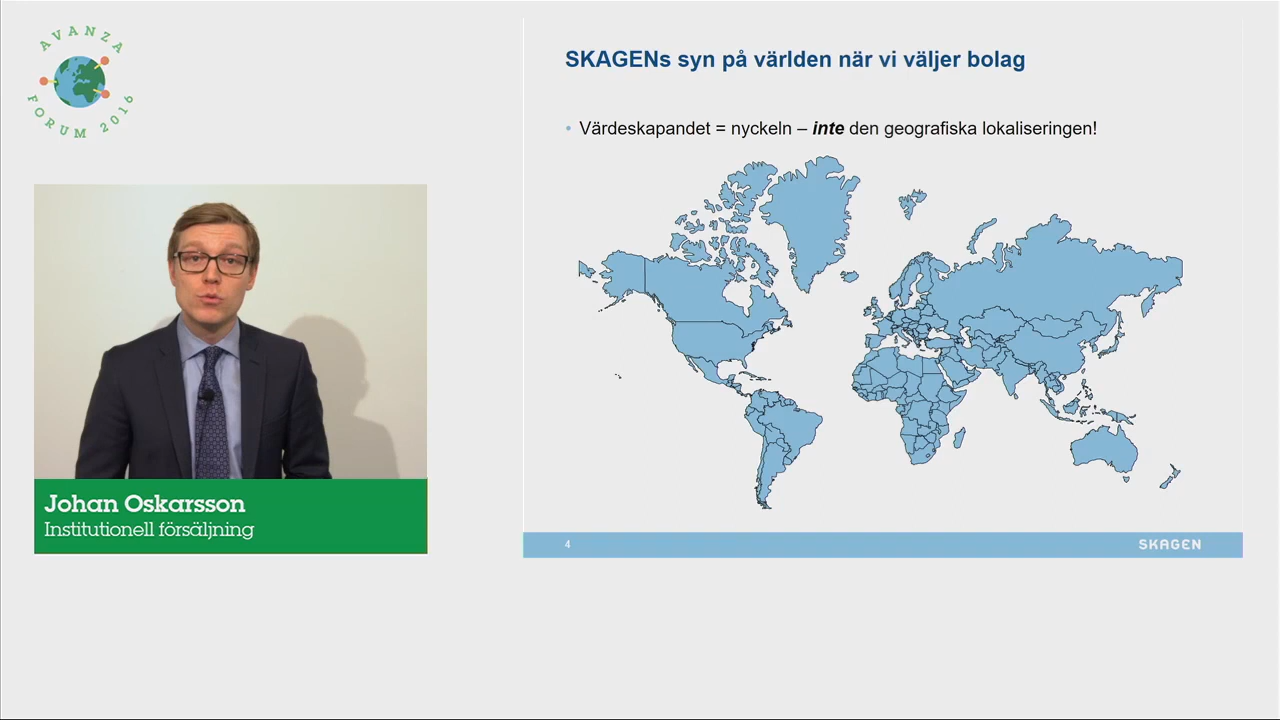 AVANZA
FORUM 2016
SKAGENs syn på världen när vi väljer bolag
• Värdeskapandet = nyckeln – inte den geografiska lokaliseringen!
Johan Oskarsson
Institutionell försäljning
4
SKAGEN